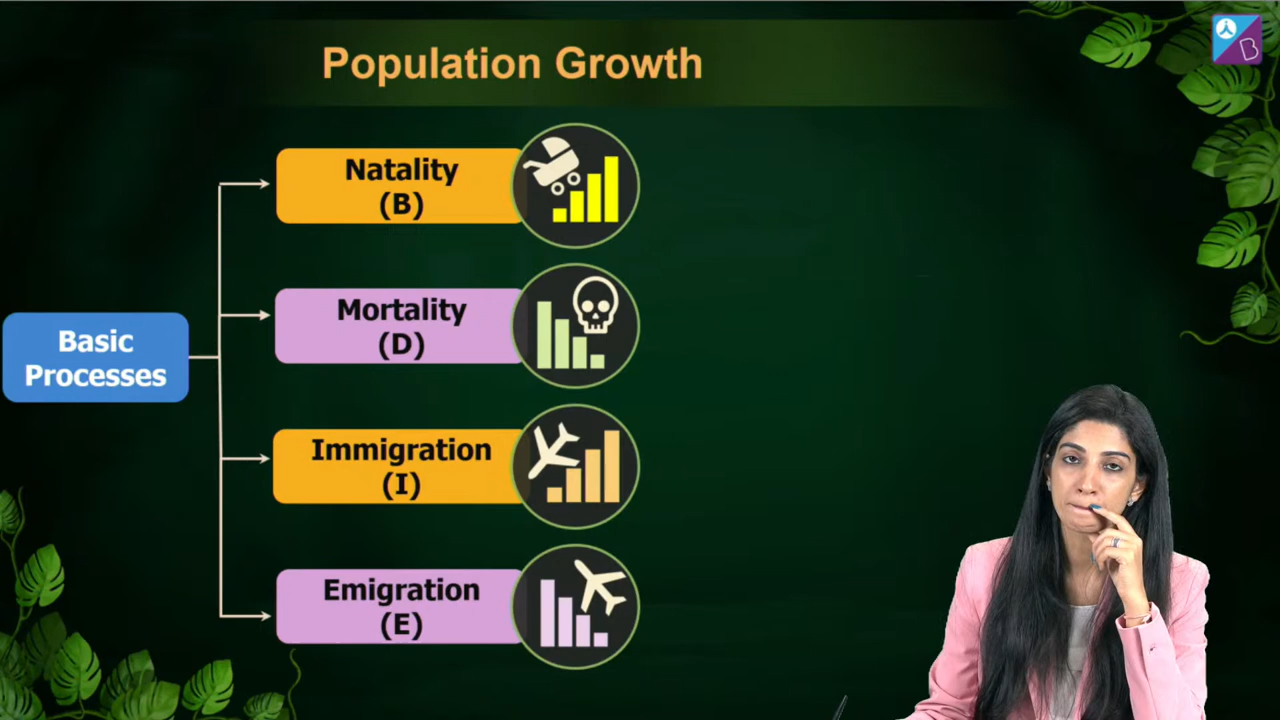 Population Growth
Natality
(B)
Mortality
(D)
Basic
Processes
Immigration
(I)
Emigration
(E)
B